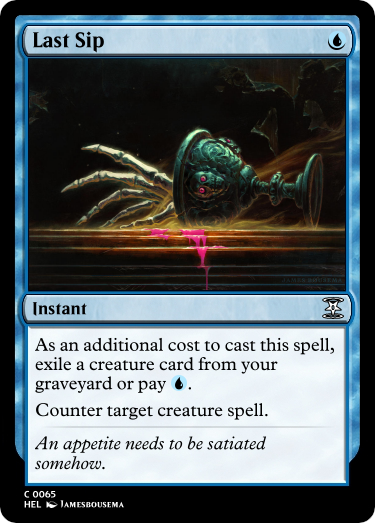 Last Sip
Instant
As an additional cost to cast this spell,
exile a creature card from your
graveyard or pay .
Counter target creature spell.
An appetite needs to be satiated
somehow.
C 0065
HEL JAMESBOUSEMA